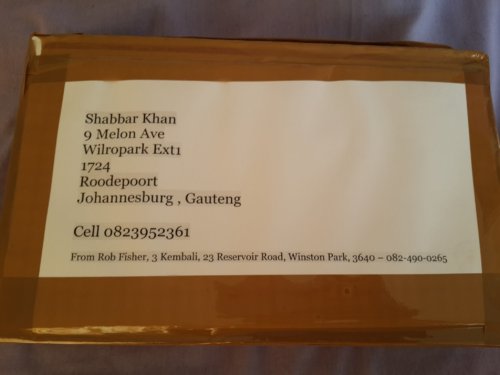 Shabbar Khan
9 Melon Ave
Wilropark Ext1
1724
Roodepoort
Johannesburg , Gauteng
Cell 0823952361
From Rob Fisher, 3 Kembali, 23 Reservoir Road, Winston Park, 3640 – 082-490-0265